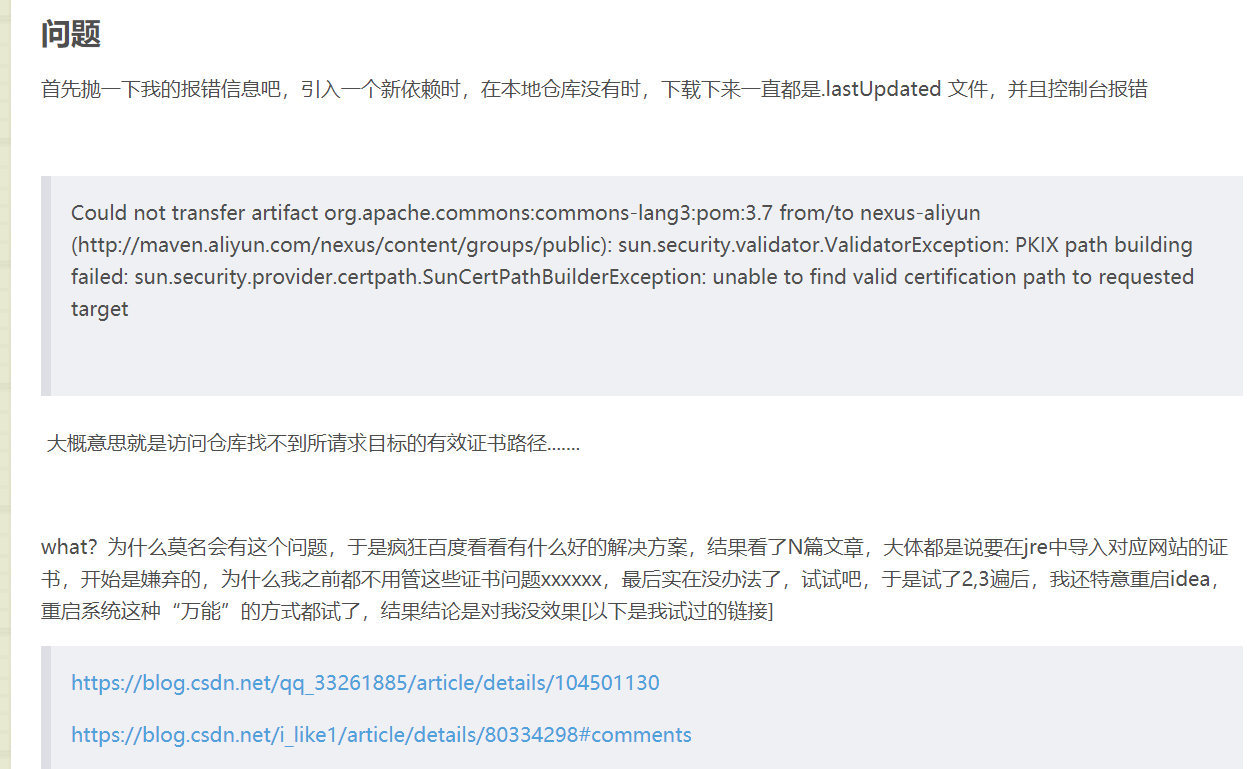 问题
首先抛一下我的报错信息吧，引入一个新依赖时，在本地仓库没有时，下载下来一直都是.lastUpdated 文件，并且控制台报错
Could not transfer artifact org.apache.commons:commons-lang3:pom:3.7 from/to nexus-aliyun
(http://maven.aliyun.com/nexus/content/groups/public): sun.security.validator.ValidatorException: PKIX path building
failed: sun.security.provider.certpath.SunCertPathBuilderException: unable to find valid certification path to requested
target
大概意思就是访问仓库找不到所请求目标的有效证书路径.......
what？为什么莫名会有这个问题，于是疯狂百度看看有什么好的解决方案，结果看了N篇文章，大体都是说要在jre中导入对应网站的证
书，开始是嫌弃的，为什么我之前都不用管这些证书问题xxxxxx，最后实在没办法了，试试吧，于是试了2,3遍后，我还特意重启idea，
重启系统这种“万能”的方式都试了，结果结论是对我没效果[以下是我试过的链接]
https://blog.csdn.net/qq_33261885/article/details/104501130
https://blog.csdn.net/i_like1/article/details/80334298#comments